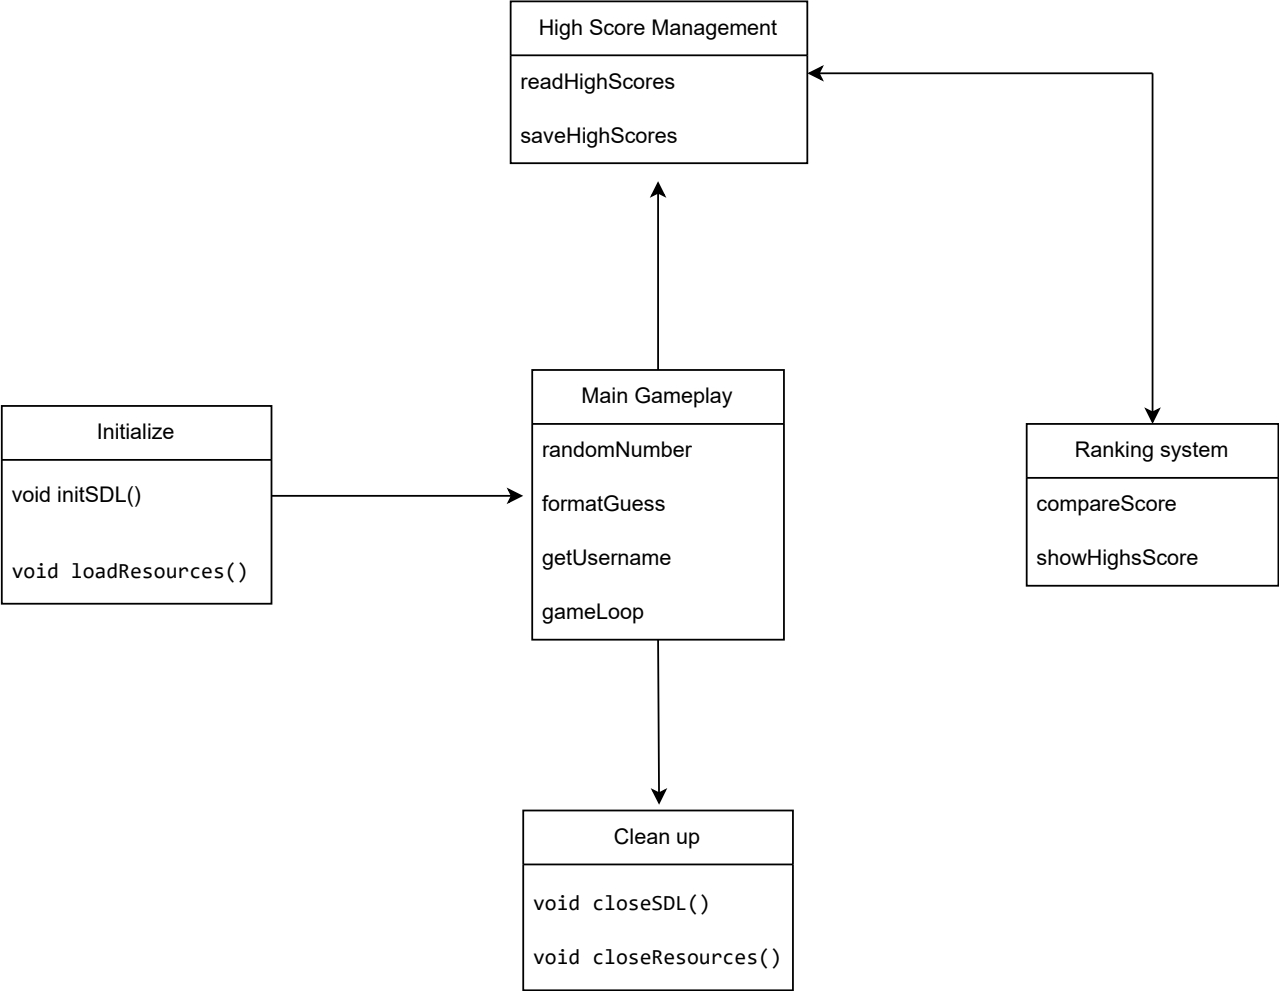 High Score Management
readHighScores
saveHighScores
Main Gameplay
randomNumber
formatGuess
getUsername
gameLoop
Initialize
void initSDL()
void loadResources()
Ranking system
compareScore
showHighsScore
Clean up
void closeSDL()
void closeResources()